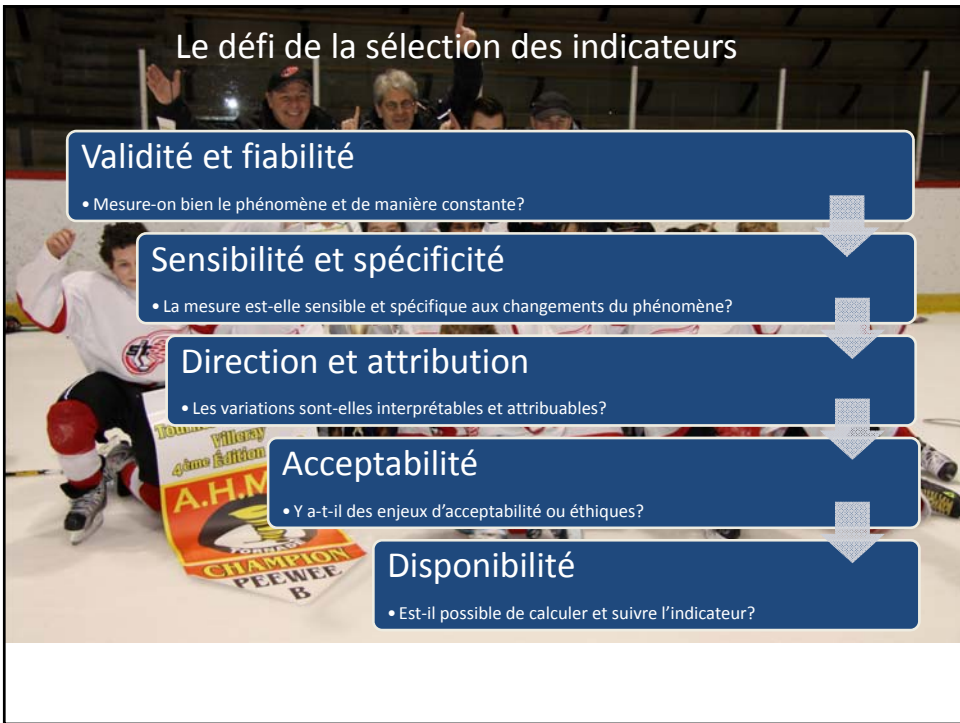 Le défi de la sélection des indicateurs
Validité et fiabilité
• Mesure-on bien le phénomène et de manière constante?
Sensibilité et spécificité
• La mesure est-elle sensible et spécifique aux changements du phénomène?
Direction et attribution
• Les variations sont-elles interprétables et attribuables?
Villeray
4ème Édition
Acceptabilité
• Y a-t-il des enjeux d’acceptabilité ou éthiques?
A.H.M
CHAMPION
PEEWEE
B
Disponibilité
• Est-il possible de calculer et suivre l’indicateur?